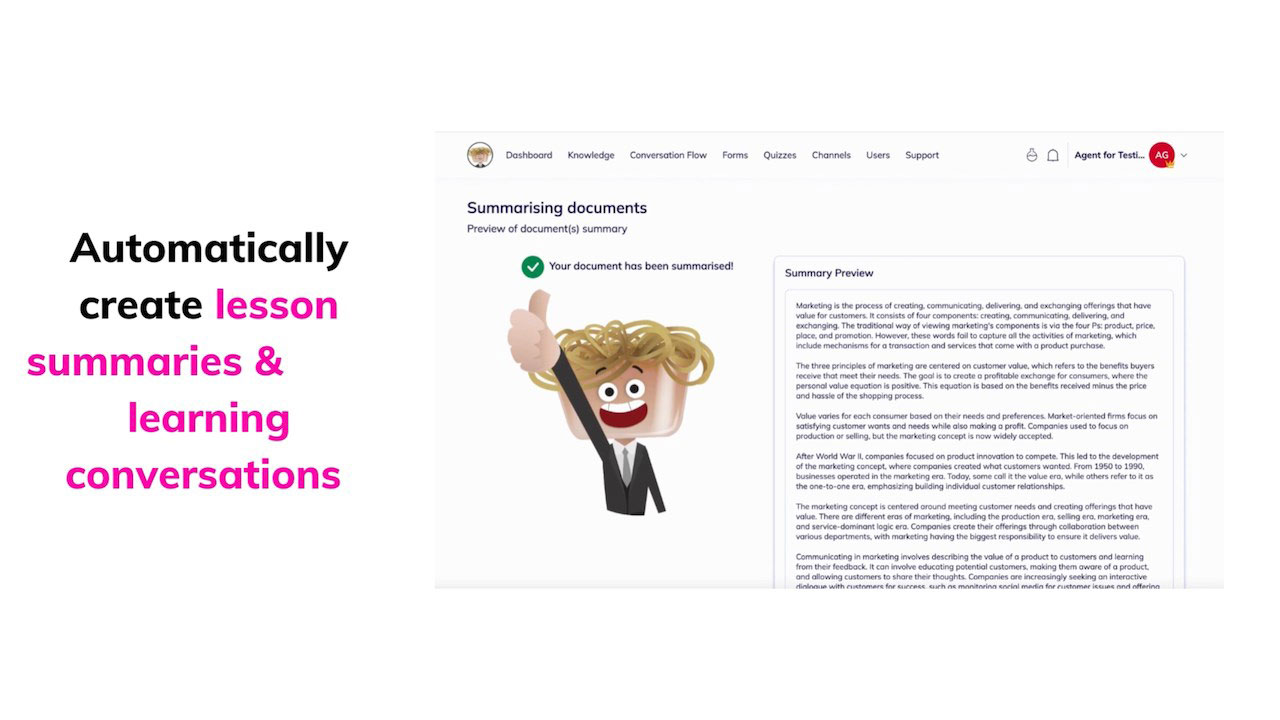 Automatically
create lesson
summaries &
learning
conversations
Dashboard Knowledge Conversation Flow Forms Quizzes Channels Users Support
Agent for Testi... AG
Summarising documents
Preview of document(s) summary
Your document has been summarised!
Summary Preview
Marketing is the process of creating, communicating, delivering, and exchanging offerings that have
value for customers. It consists of four components: creating, communicating, delivering, and
exchanging. The traditional way of viewing marketing's components is via the four Ps: product, price,
place, and promotion. However, these words fail to capture all the activities of marketing, which
include mechanisms for a transaction and services that come with a product purchase.
The three principles of marketing are centered on customer value, which refers to the benefits buyers
receive that meet their needs. The goal is to create a profitable exchange for consumers, where the
personal value equation is positive. This equation is based on the benefits received minus the price
and hassle of the shopping process.
Value varies for each consumer based on their needs and preferences. Market-oriented firms focus on
satisfying customer wants and needs while also making a profit. Companies used to focus on
production or selling, but the marketing concept is now widely accepted.
After World War II, companies focused on product innovation to compete. This led to the development
of the marketing concept, where companies created what customers wanted. From 1950 to 1990,
businesses operated in the marketing era. Today, some call it the value era, while others refer to it as
the one-to-one era, emphasizing building individual customer relationships.
The marketing concept is centered around meeting customer needs and creating offerings that have
value. There are different eras of marketing, including the production era, selling era, marketing era,
and service-dominant logic era. Companies create their offerings through collaboration between
various departments, with marketing having the biggest responsibility to ensure it delivers value.
Communicating in marketing involves describing the value of a product to customers and learning
from their feedback. It can involve educating potential customers, making them aware of a product,
and allowing customers to share their thoughts. Companies are increasingly seeking an interactive
dialogue with customers for success, such as monitoring social media for customer issues and offering